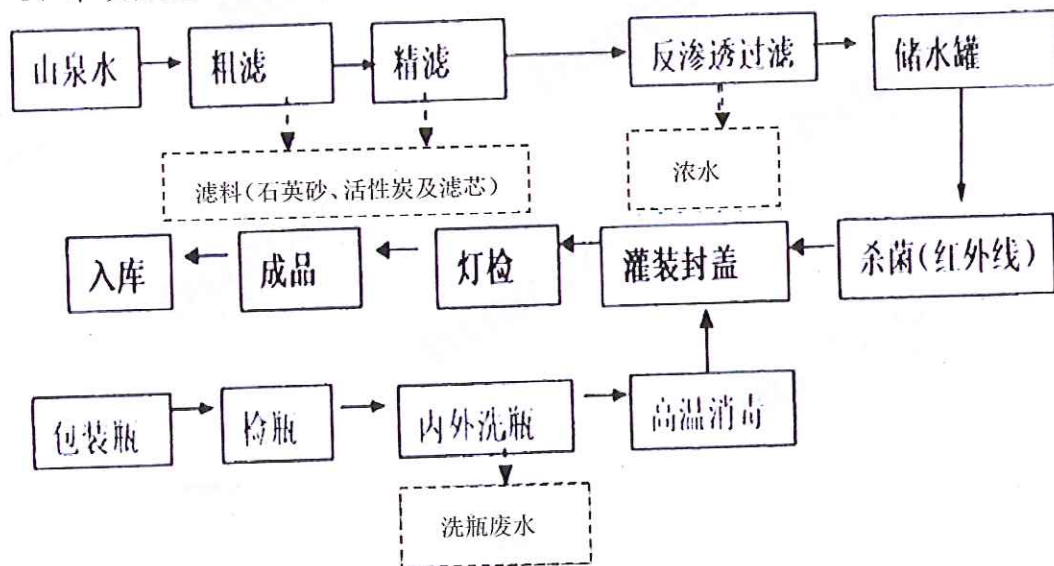 山泉水 粗滤 精滤 反渗透过滤 储水罐
滤料(石英砂、活性炭及滤芯) 浓水
入库 成品 灯检 灌装封盖 杀菌(红外线)
包装瓶 检瓶 内外洗瓶 高温消毒
洗瓶废水